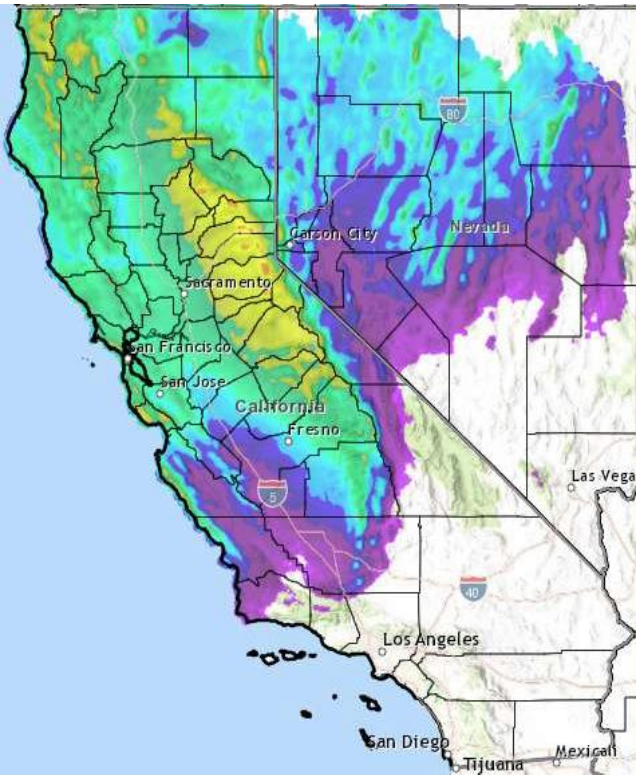 80
Carson City
Nevada
Sacramento
San Francisco
San Jose
California
Fresno
Las Vega
5
40
Los Angeles
San Diego
Tijuana
Mexicali